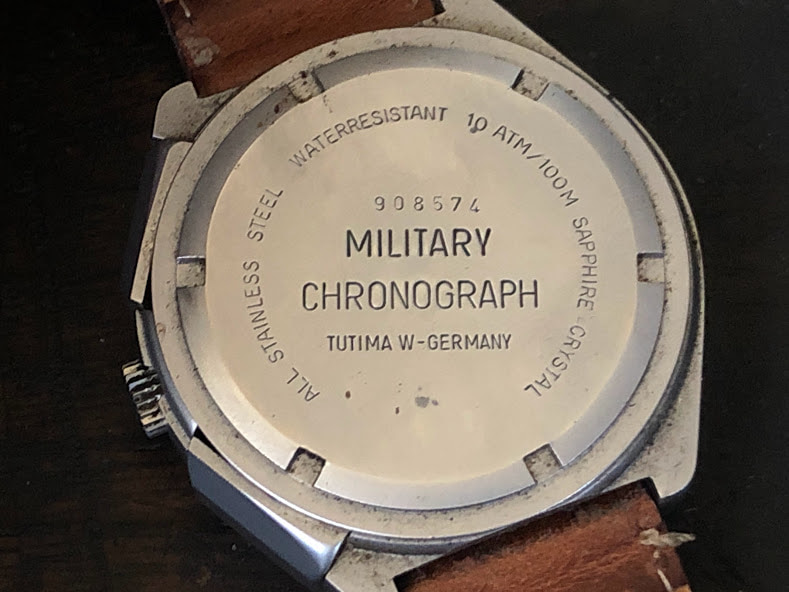 ALL STAINLESS STEEL WATERRESISTANT 10 ATM/100M SAPPHIRE-CRYSTAL
908574
MILITARY
CHRONOGRAPH
TUTIMA W-GERMANY